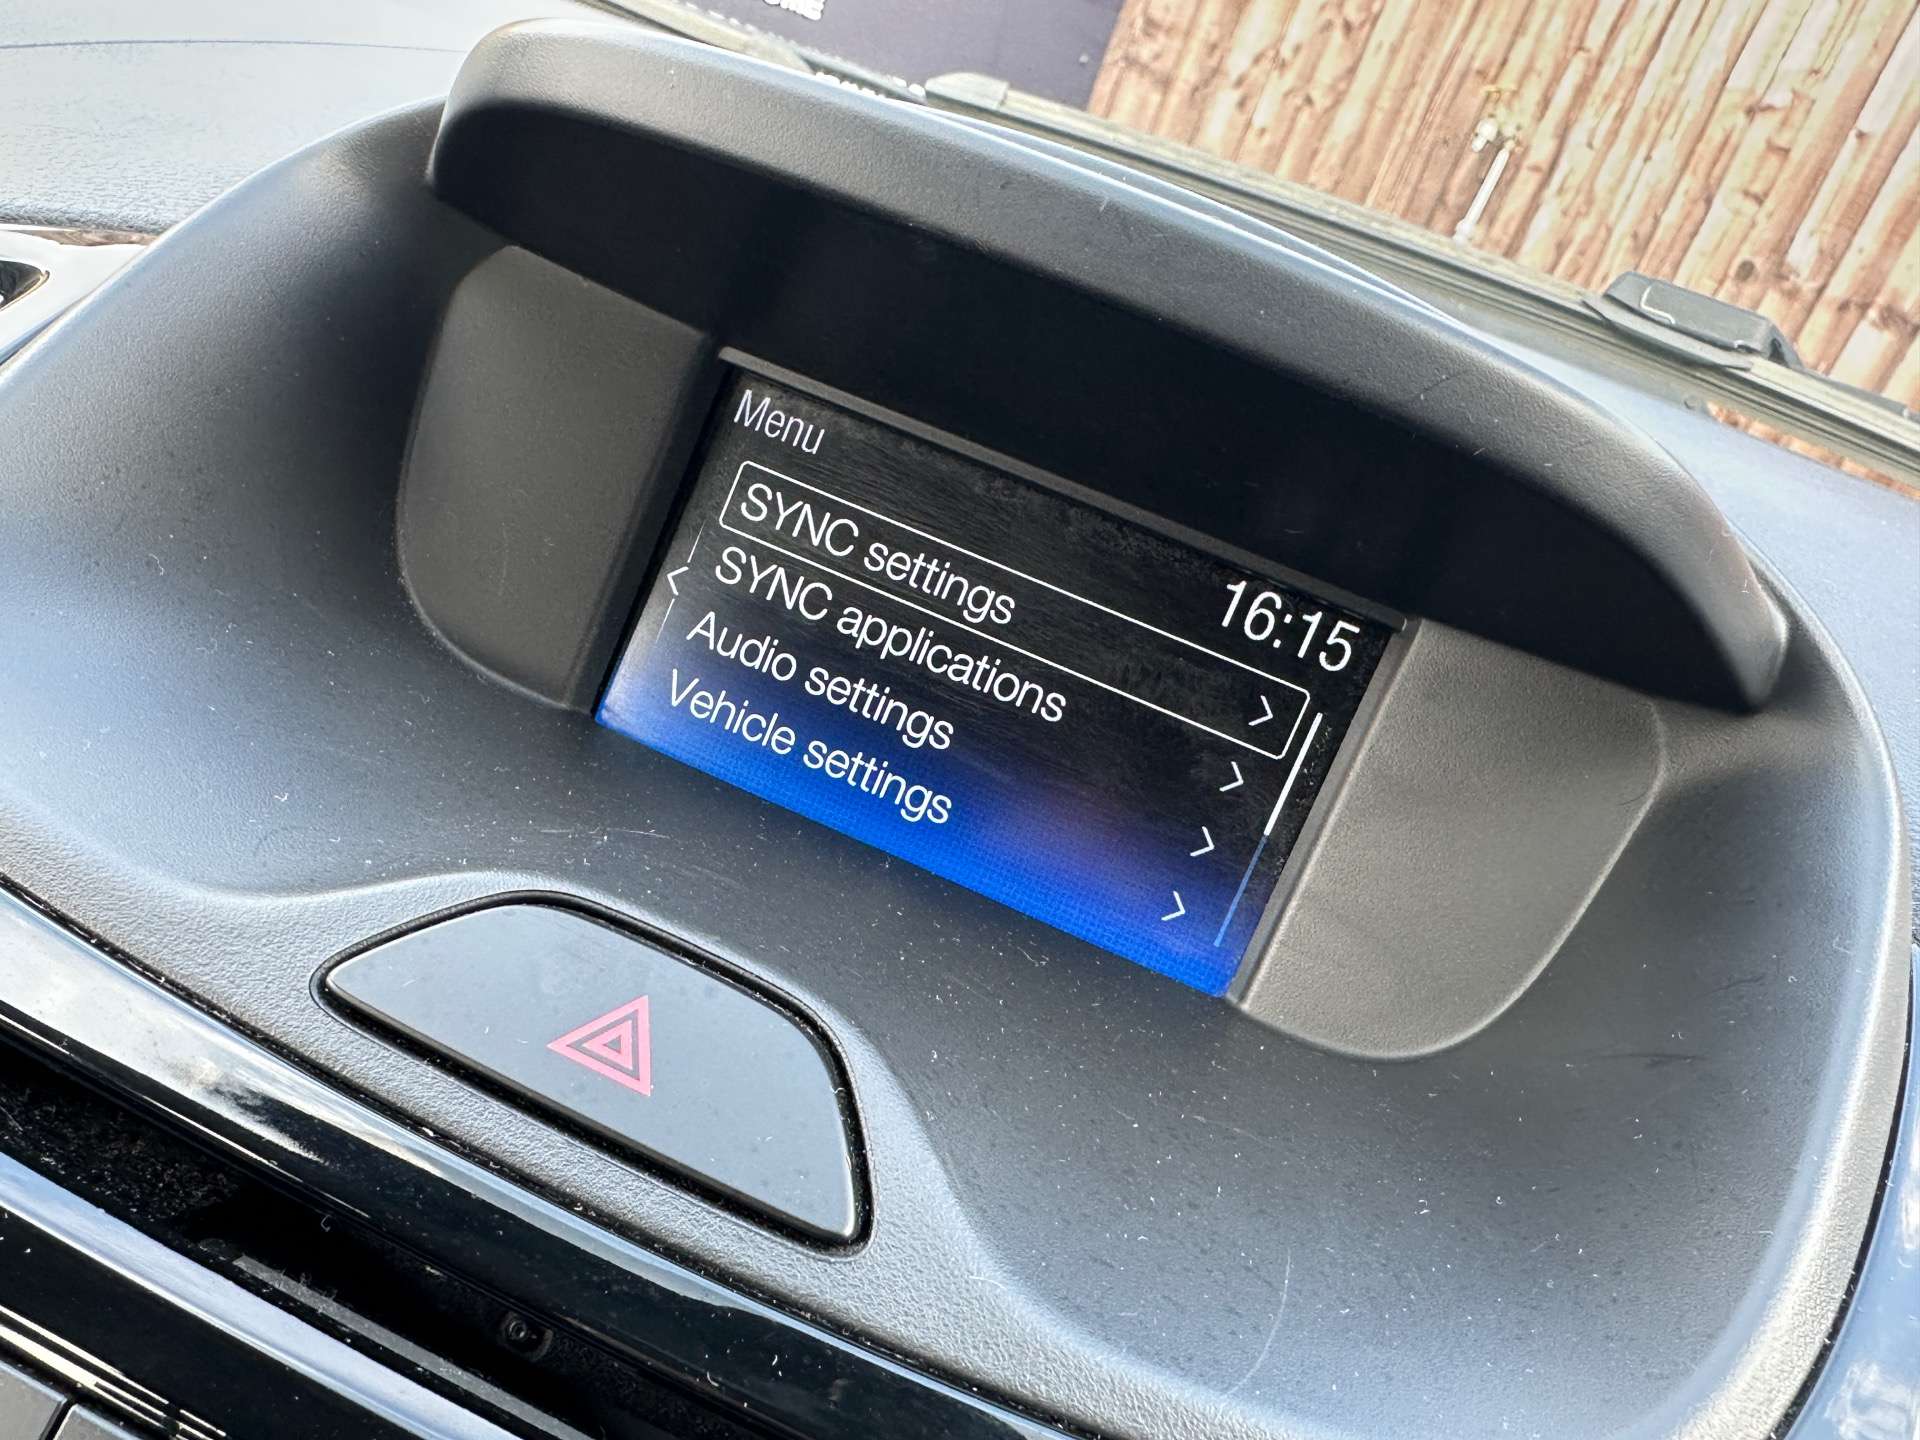 Menu
16:15
SYNC settings
SYNC applications
Audio settings
Vehicle settings